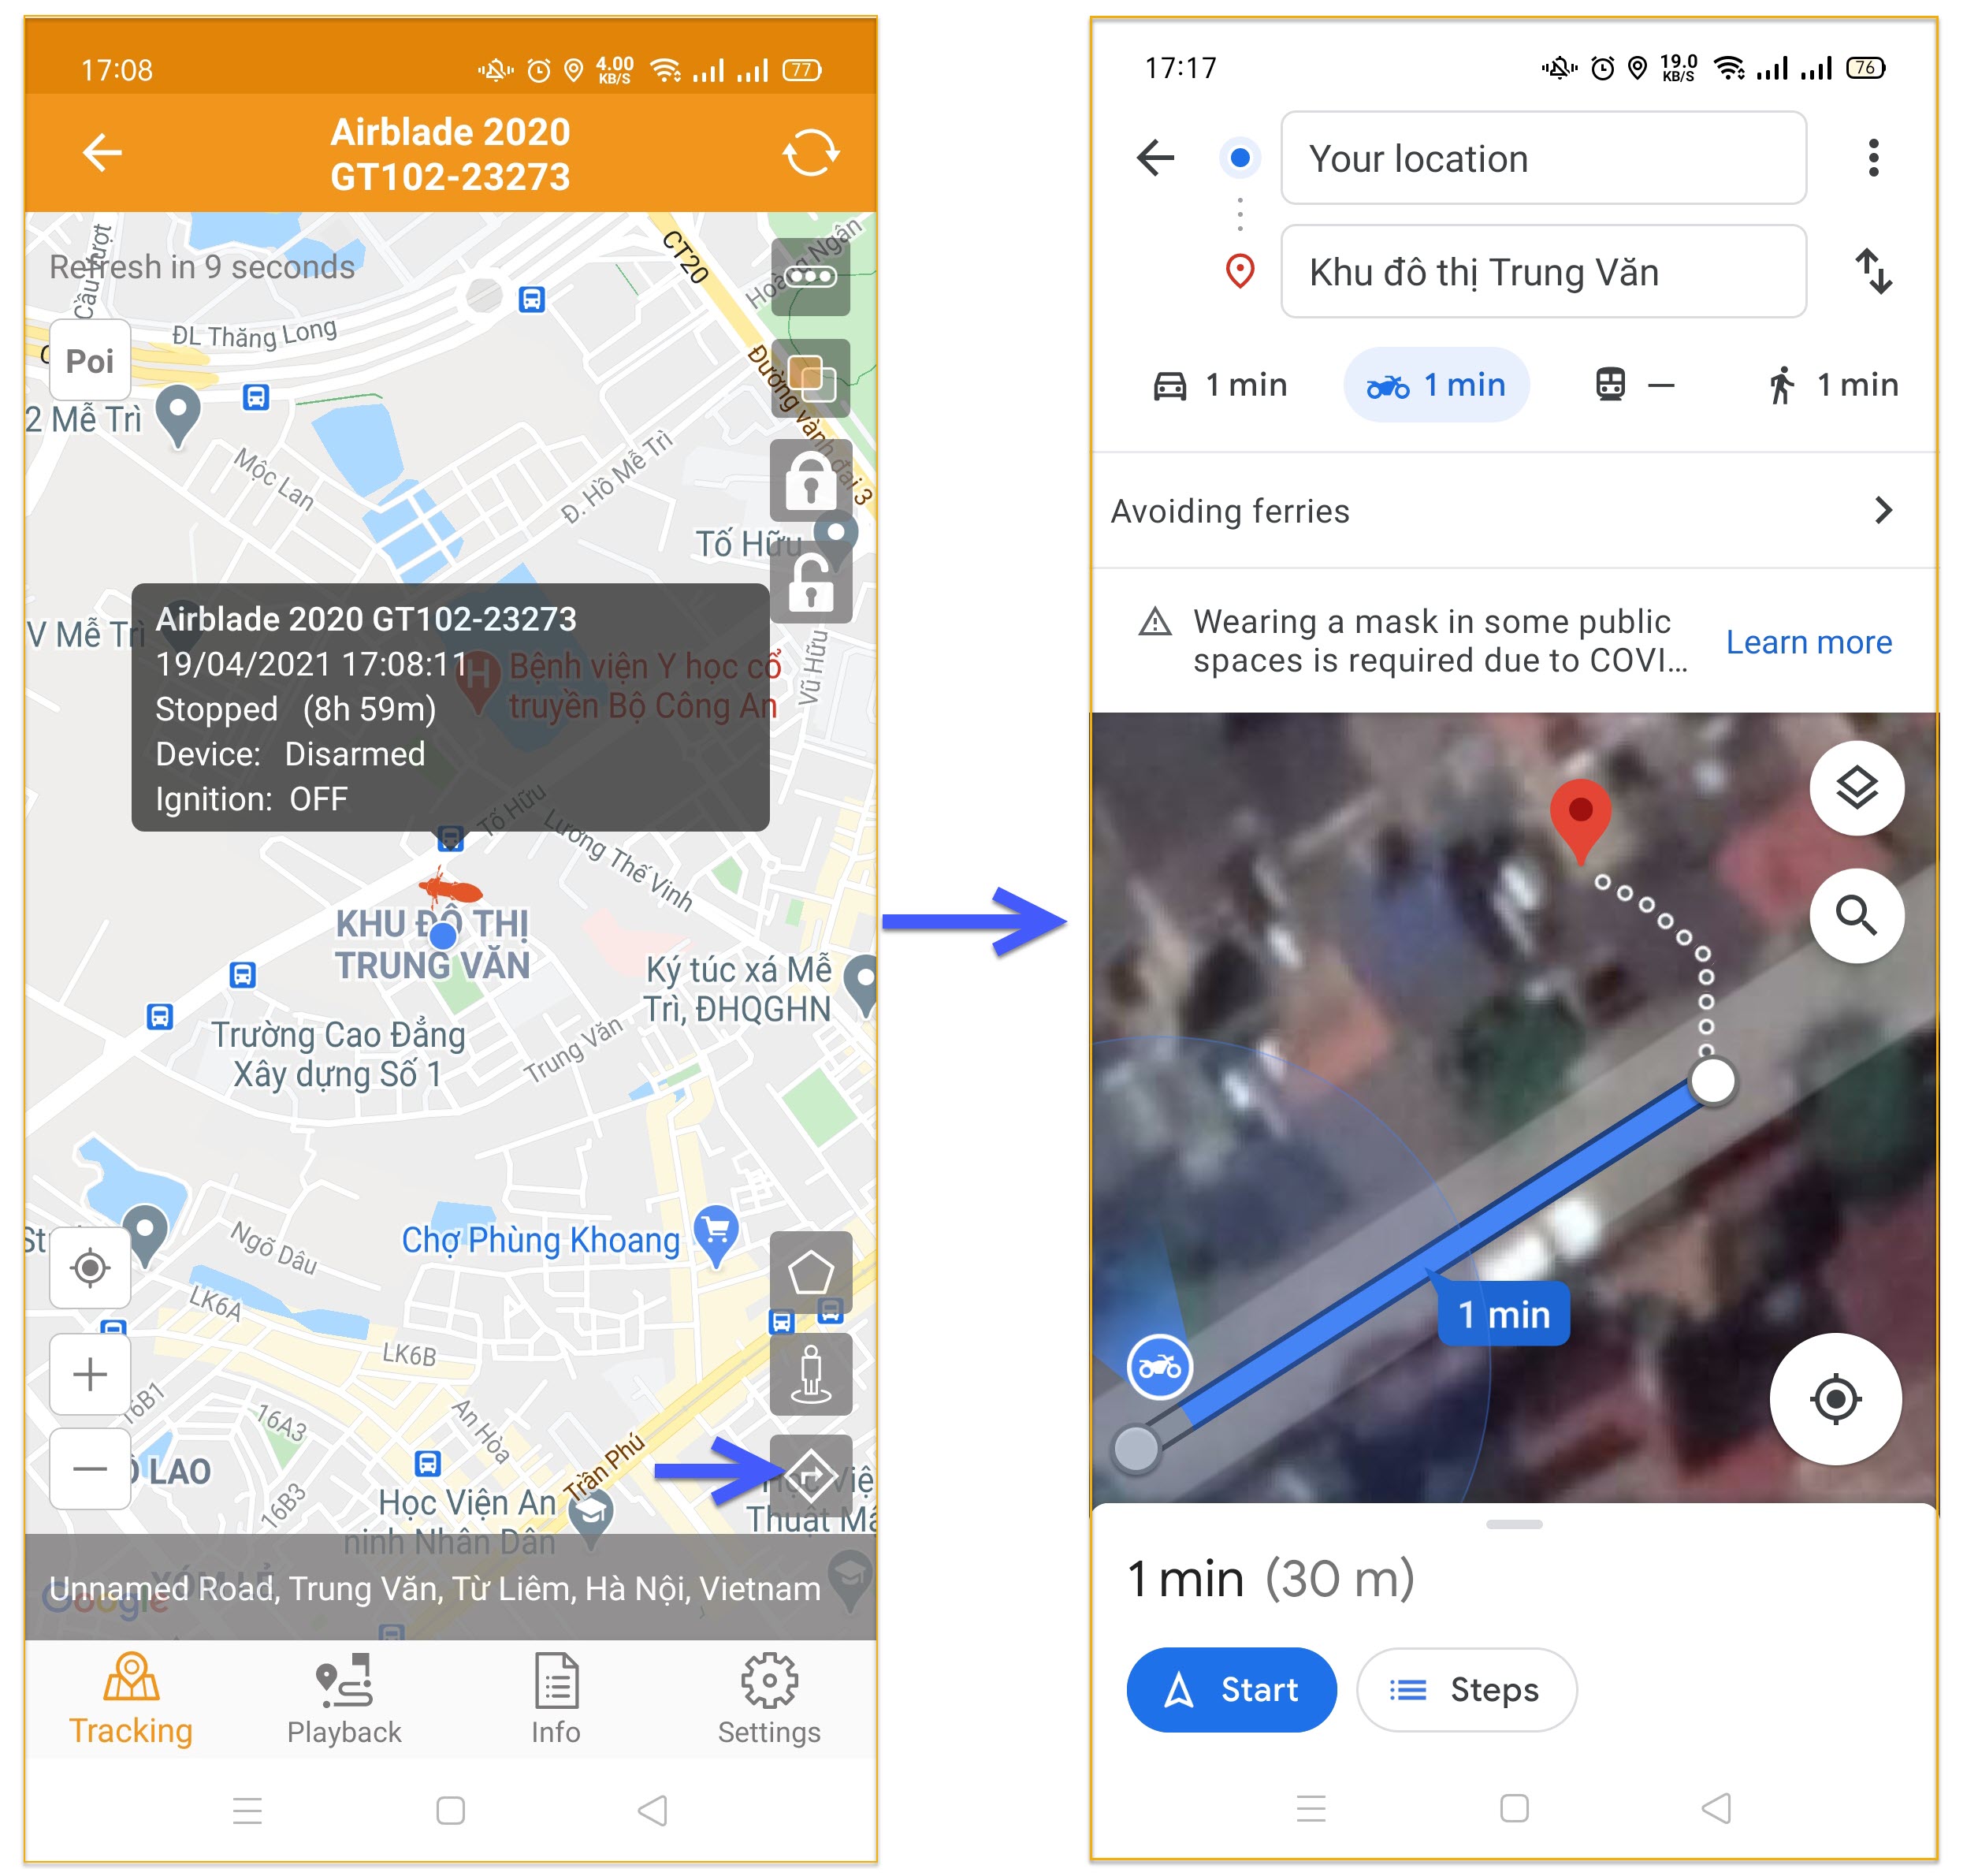 17:08
4.00
KB/S
77
Airblade 2020
GT102-23273
Refresh in 9 seconds
CT20
ĐL Thăng Long
Poi
2 Mễ Trì
Mộc Lan
Đ. Hồ Mễ Trì
Đường vành đai 3
Tố Hữu
V Mễ Trì
Airblade 2020 GT102-23273
19/04/2021 17:08:11
Stopped (8h 59m)
Device: Disarmed
Ignition: OFF
H
Bệnh viện Y học cổ
truyền Bộ Công An
Vũ Hữu
Tố Hữu
Lương Thế Vinh
KHU ĐÔ THỊ
TRUNG VĂN
Ký túc xá Mễ
Trì, ĐHQGHN
Trường Cao Đẳng
Xây dựng Số 1
Trung Văn
Chợ Phùng Khoang
Ngõ Dâu
LK6A
LK6B
16B1
16A3
An Hòa
LAO
16B3
Trần Phú
Học Viện An
ninh Nhân Dân
Unnamed Road, Trung Văn, Từ Liêm, Hà Nội, Vietnam
Google
Tracking
Playback
Info
Settings
17:17
19.0
KB/S
76
Your location
Khu đô thị Trung Văn
1 min
1 min
—
1 min
Avoiding ferries
Wearing a mask in some public
spaces is required due to COVI...
Learn more
1 min
1 min (30 m)
Start
Steps